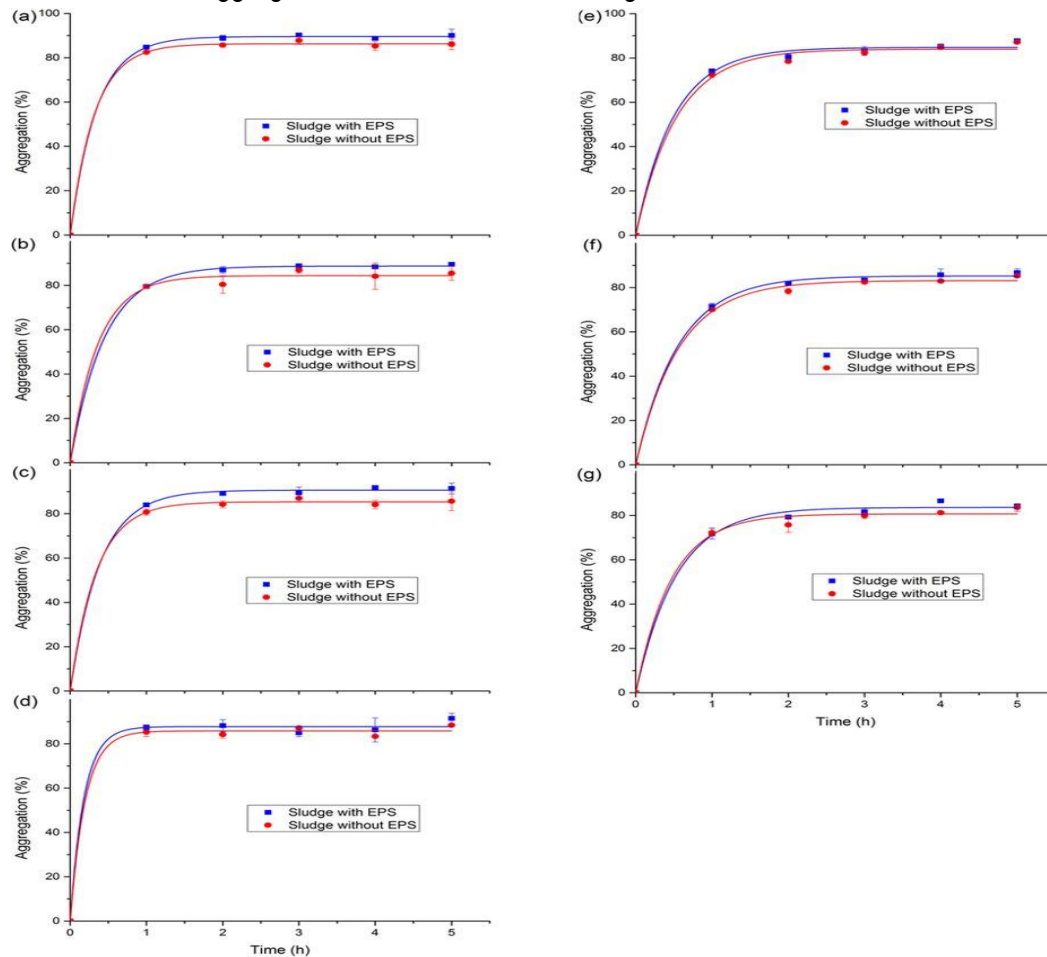 (a)
100
80
60
40
20
0
Aggregation (%)
Sludge with EPS
Sludge without EPS
(b)
80
60
40
20
0
Aggregation (%)
Sludge with EPS
Sludge without EPS
(c)
80
60
40
20
0
Aggregation (%)
Sludge with EPS
Sludge without EPS
(d)
80
60
40
20
0
Aggregation (%)
Sludge with EPS
Sludge without EPS
0 1 2 3 4 5
Time (h)
(e)
100
80
60
40
20
0
Aggregation (%)
Sludge with EPS
Sludge without EPS
(f)
80
60
40
20
0
Aggregation (%)
Sludge with EPS
Sludge without EPS
(g)
80
60
40
20
0
Aggregation (%)
Sludge with EPS
Sludge without EPS
0 1 2 3 4 5
Time (h)